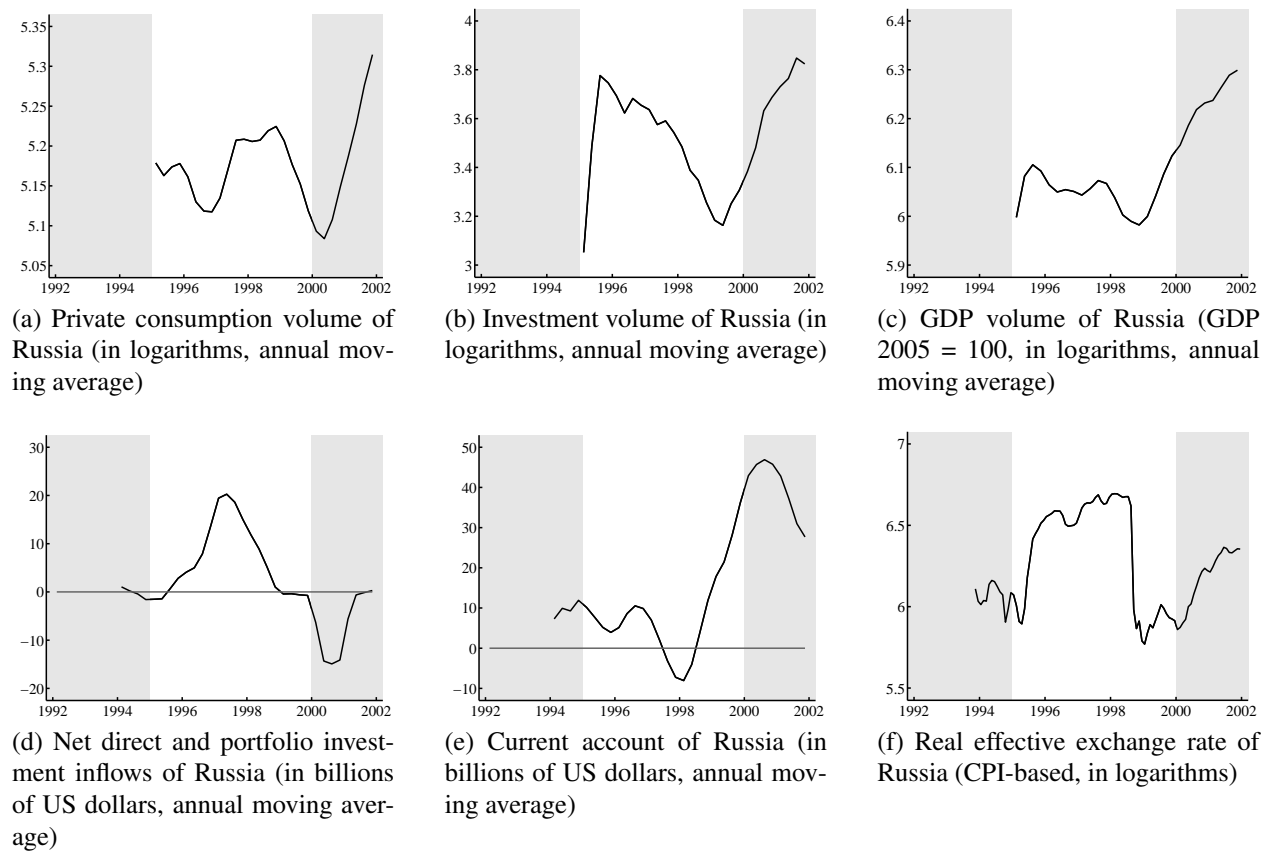 5.35
5.3
5.25
5.2
5.15
5.1
5.05
1992 1994 1996 1998 2000 2002
(a) Private consumption volume of
Russia (in logarithms, annual mov-
ing average)
4
3.8
3.6
3.4
3.2
3
1992 1994 1996 1998 2000 2002
(b) Investment volume of Russia (in
logarithms, annual moving average)
6.4
6.3
6.2
6.1
6
5.9
1992 1994 1996 1998 2000 2002
(c) GDP volume of Russia (GDP
2005 = 100, in logarithms, annual
moving average)
30
20
10
0
−10
−20
1992 1994 1996 1998 2000 2002
(d) Net direct and portfolio invest-
ment inflows of Russia (in billions
of US dollars, annual moving aver-
age)
50
40
30
20
10
0
−10
1992 1994 1996 1998 2000 2002
(e) Current account of Russia (in
billions of US dollars, annual mov-
ing average)
7
6.5
6
5.5
1992 1994 1996 1998 2000 2002
(f) Real effective exchange rate of
Russia (CPI-based, in logarithms)